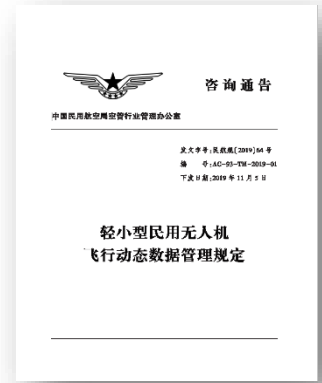 咨询通告
中国民用航空局空管行业管理办公室
发文字号:民航规[2019]64号
编 号:AC-93-TM-2019-01
下发日期:2019年11月5日
轻小型民用无人机
飞行动态数据管理规定